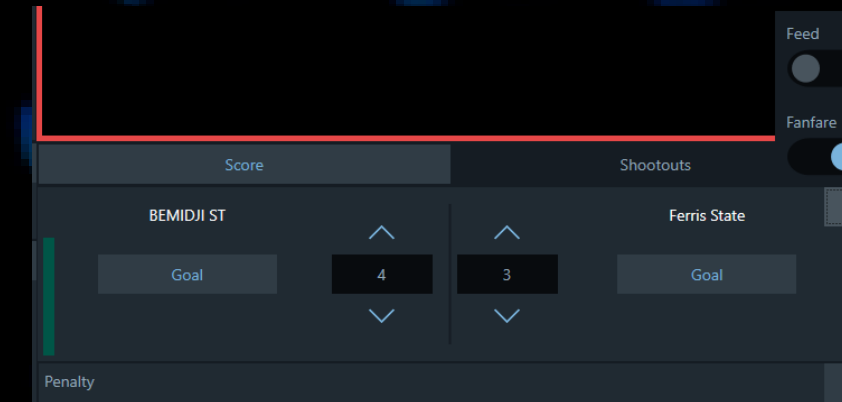 Feed
Fanfare
Score Shootouts
BEMIDJI ST Ferris State
Goal 4 3 Goal
Penalty